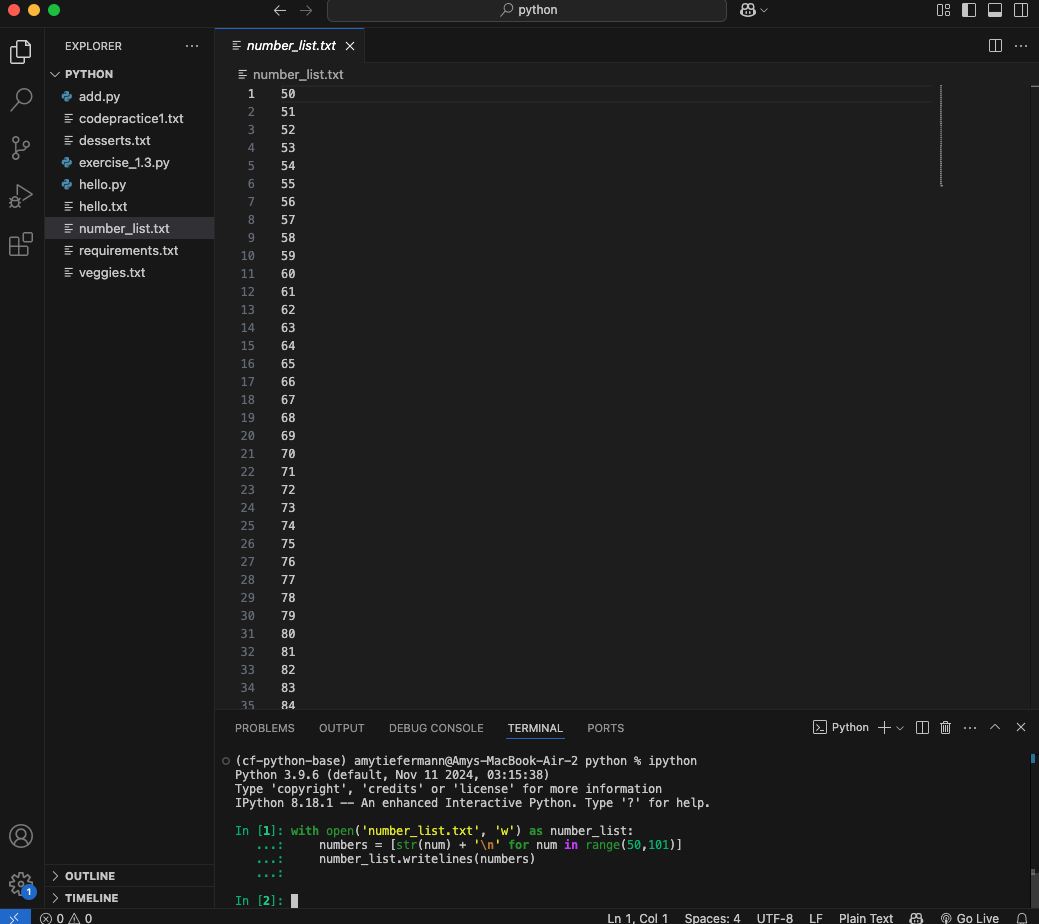 python
EXPLORER
PYTHON
add.py
codepractice1.txt
desserts.txt
exercise_1.3.py
hello.py
hello.txt
number_list.txt
requirements.txt
veggies.txt
OUTLINE
TIMELINE
number_list.txt
number_list.txt
1 50
2 51
3 52
4 53
5 54
6 55
7 56
8 57
9 58
10 59
11 60
12 61
13 62
14 63
15 64
16 65
17 66
18 67
19 68
20 69
21 70
22 71
23 72
24 73
25 74
26 75
27 76
28 77
29 78
30 79
31 80
32 81
33 82
34 83
35 84
PROBLEMS OUTPUT DEBUG CONSOLE TERMINAL PORTS Python
(cf-python-base) amytiefermann@Amys-MacBook-Air-2 python % ipython
Python 3.9.6 (default, Nov 11 2024, 03:15:38)
Type 'copyright', 'credits' or 'license' for more information
IPython 8.18.1 -- An enhanced Interactive Python. Type '?' for help.
In [1]: with open('number_list.txt', 'w') as number_list:
...:     numbers = [str(num) + '\n' for num in range(50,101)]
...:     number_list.writelines(numbers)
...:
In [2]:
1
0 0 Ln 1, Col 1 Spaces: 4 UTF-8 LF Plain Text Go Live